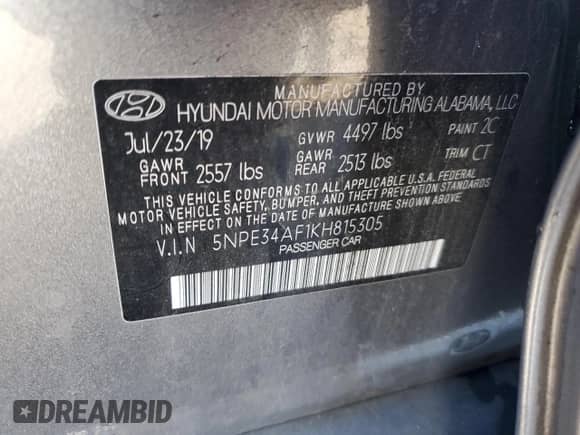 MANUFACTURED BY
HYUNDAI MOTOR MANUFACTURING ALABAMA, LLC
Jul/23/19 GVWR 4497 lbs PAINT 2C
GAWR FRONT 2557 lbs GAWR REAR 2513 lbs TRIM CT
THIS VEHICLE CONFORMS TO ALL APPLICABLE U.S.A. FEDERAL
MOTOR VEHICLE SAFETY, BUMPER, AND THEFT PREVENTION STANDARDS
IN EFFECT ON THE DATE OF MANUFACTURE SHOWN ABOVE.
V.I.N 5NPE34AF1KH815305
PASSENGER CAR
DREAMBID